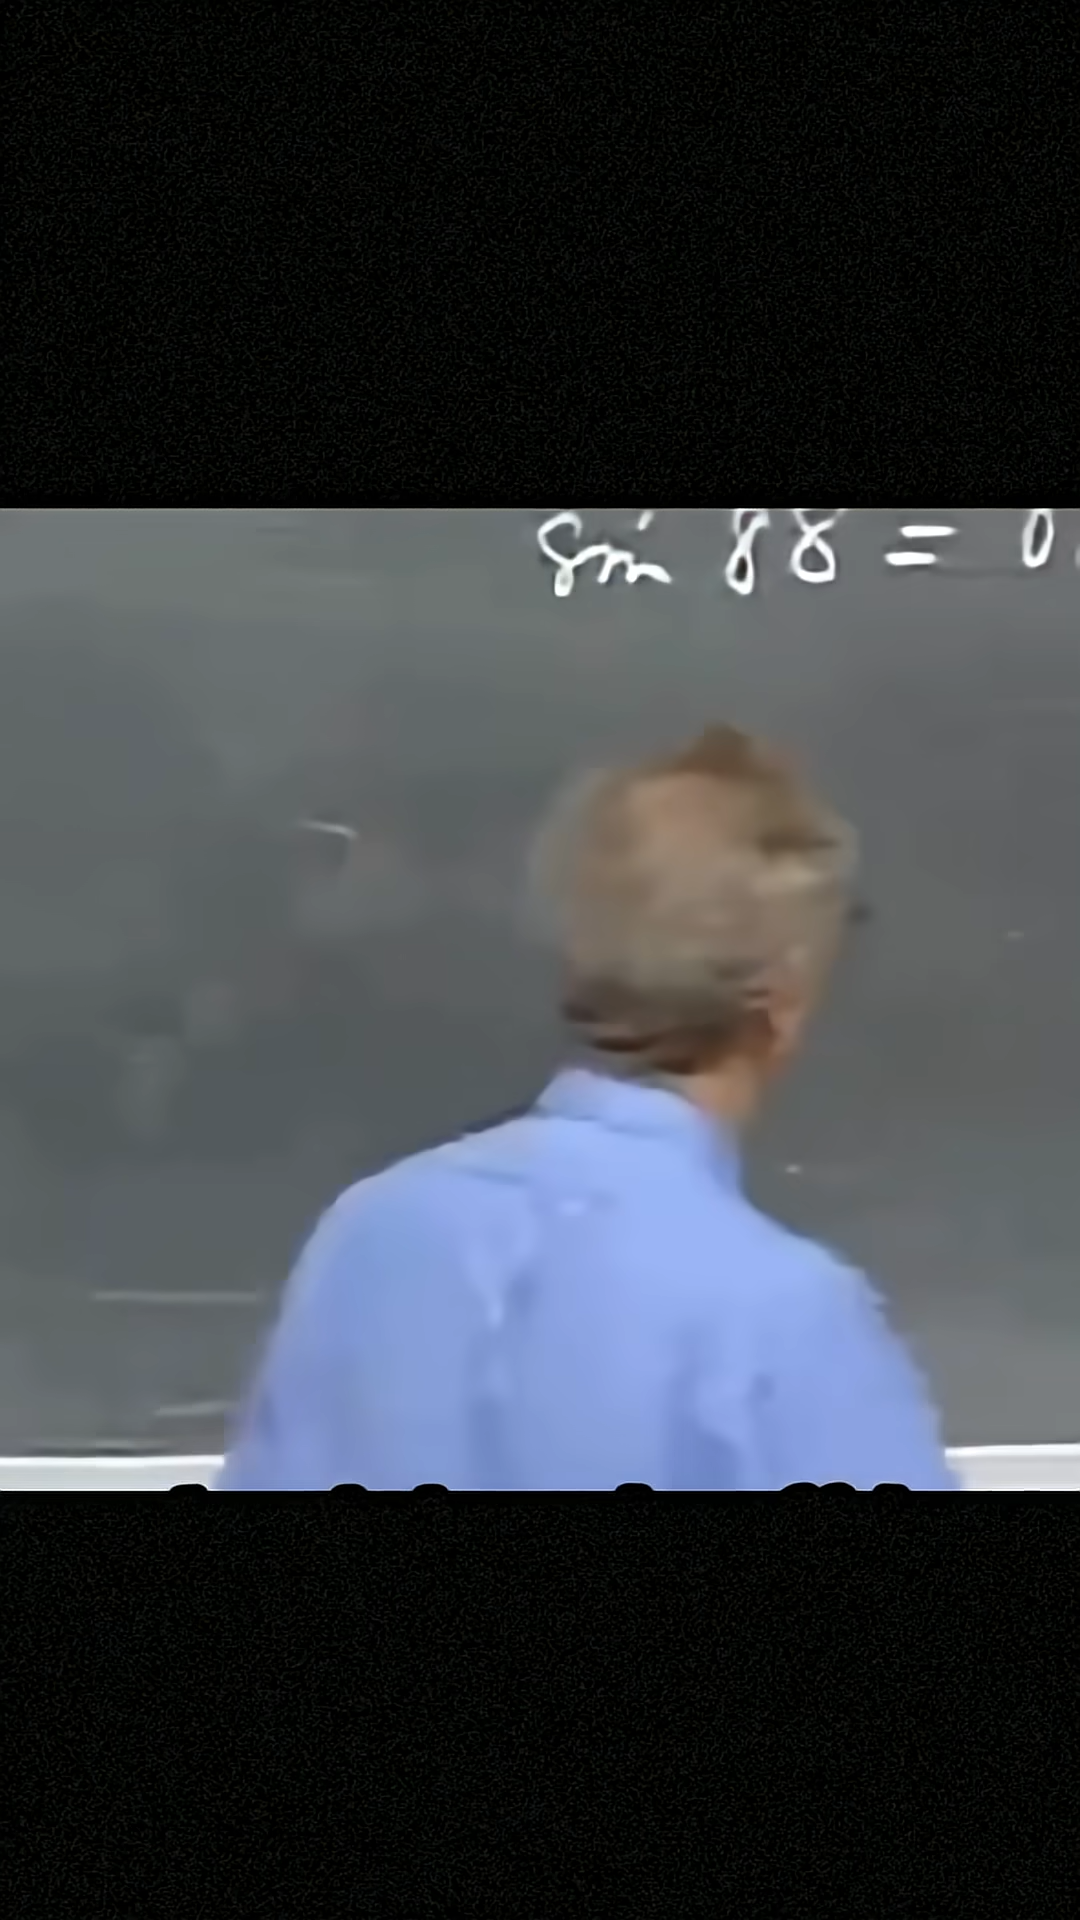 sin 88 = 0.